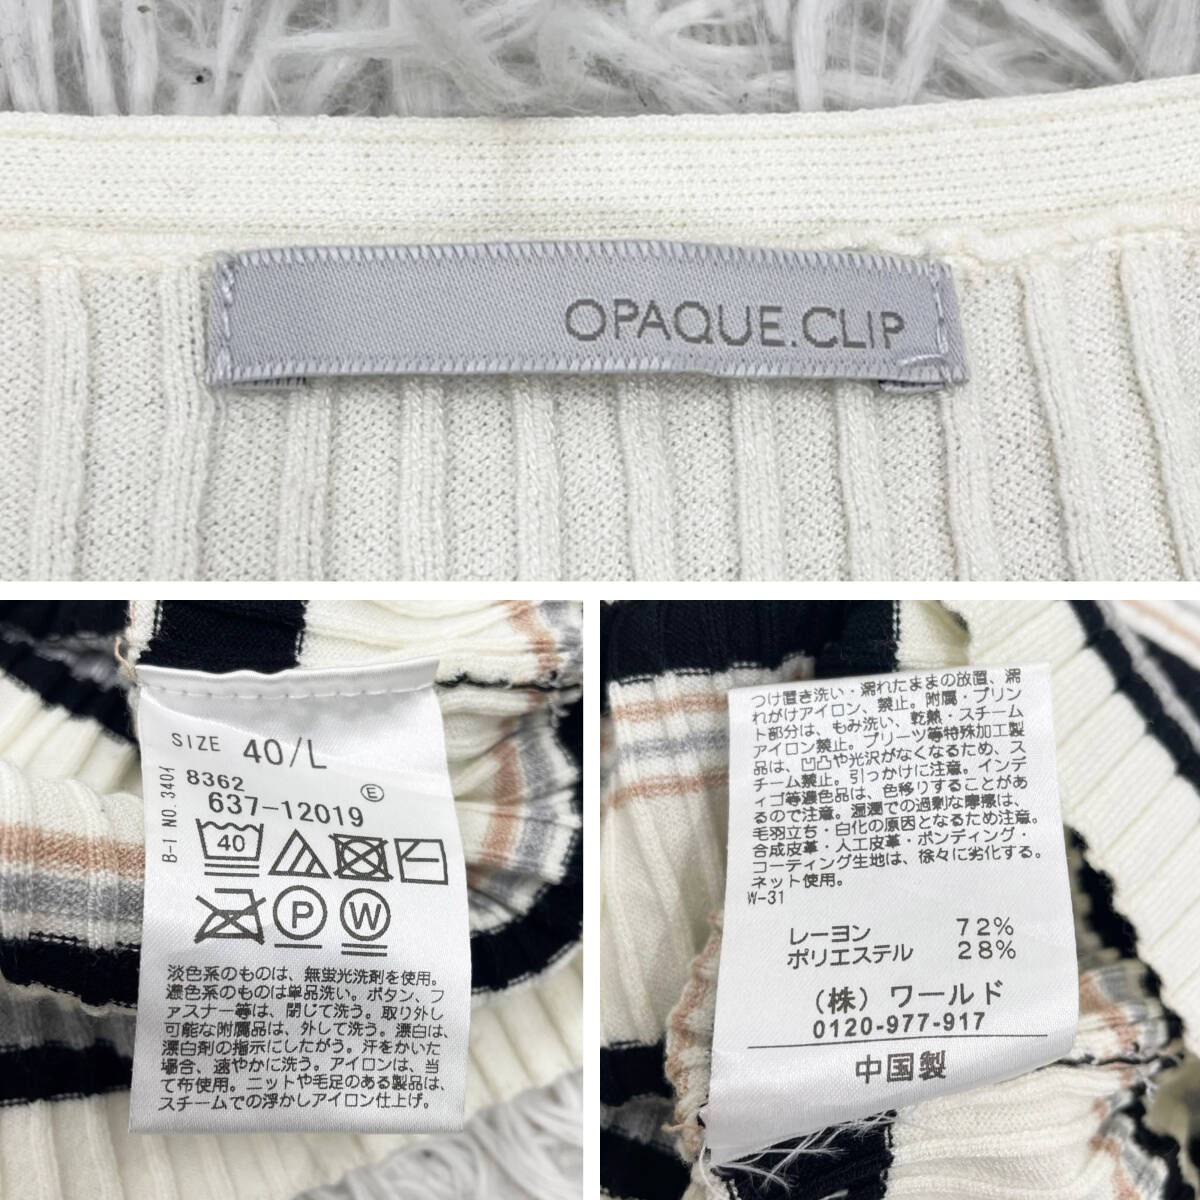 OPAQUE.CLIP
SIZE 40/L
8362
637-12019
E
B-1 NO.3404
40
P
W
淡色系のものは、無蛍光洗剤を使用。
濃色系のものは単品洗い。ボタン、フ
ァスナー等は、閉じて洗う。取り外し
可能な附属品は、外して洗う。漂白は、
漂白剤の指示にしたがう。汗をかいた
場合、速やかに洗う。アイロンは、当
て布使用。ニットや毛足のある製品は、
スチームでの浮かしアイロン仕上げ。
つけ置き洗い・濡れたままの放置、濡
れがけアイロン、禁止。附属・プリン
ト部分は、もみ洗い、乾熱・スチーム
アイロン禁止。プリーツ等特殊加工製
品は、凹凸や光沢がなくなるため、ス
チーム禁止。引っかけに注意。インデ
ィゴ等濃色品は、色移りすることがあ
るので注意。湿潤での過剰な摩擦は、
毛羽立ち・白化の原因となるため注意。
合成皮革・人工皮革・ボンディング・
コーティング生地は、徐々に劣化する。
ネット使用。
W-31
レーヨン 72%
ポリエステル 28%
(株) ワールド
0120-977-917
中国製